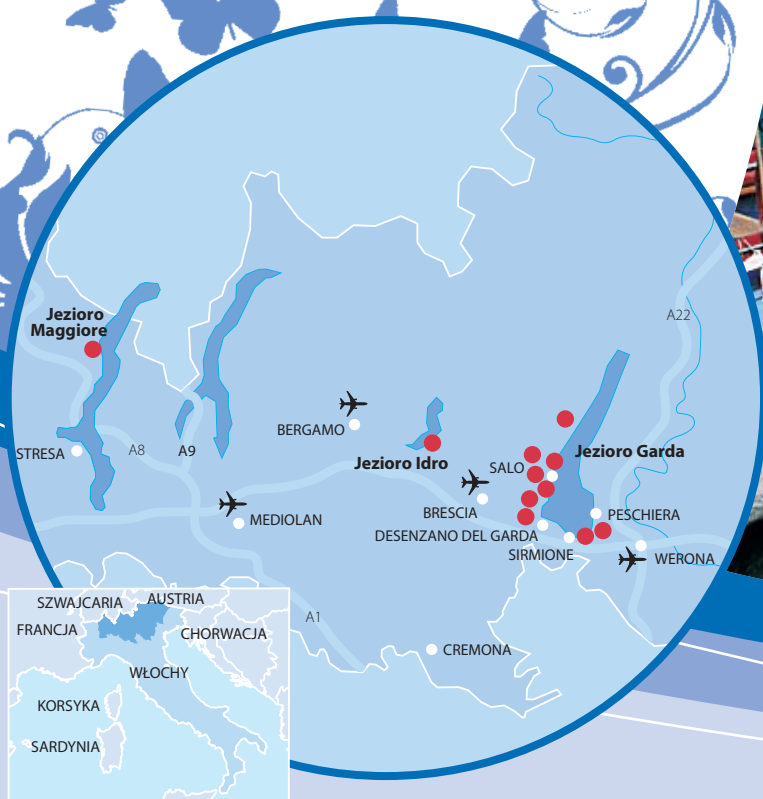 A22
Jezioro
Maggiore
BERGAMO
STRESA
A8
A9
Jezioro Idro
SALO
Jezioro Garda
BRESCIA
PESCHIERA
MEDIOLAN
DESENZANO DEL GARDA
SIRMIONE
WERONA
A1
CREMONA
SZWAJCARIA
AUSTRIA
FRANCJA
CHORWACJA
WŁOCHY
KORSYKA
SARDYNIA